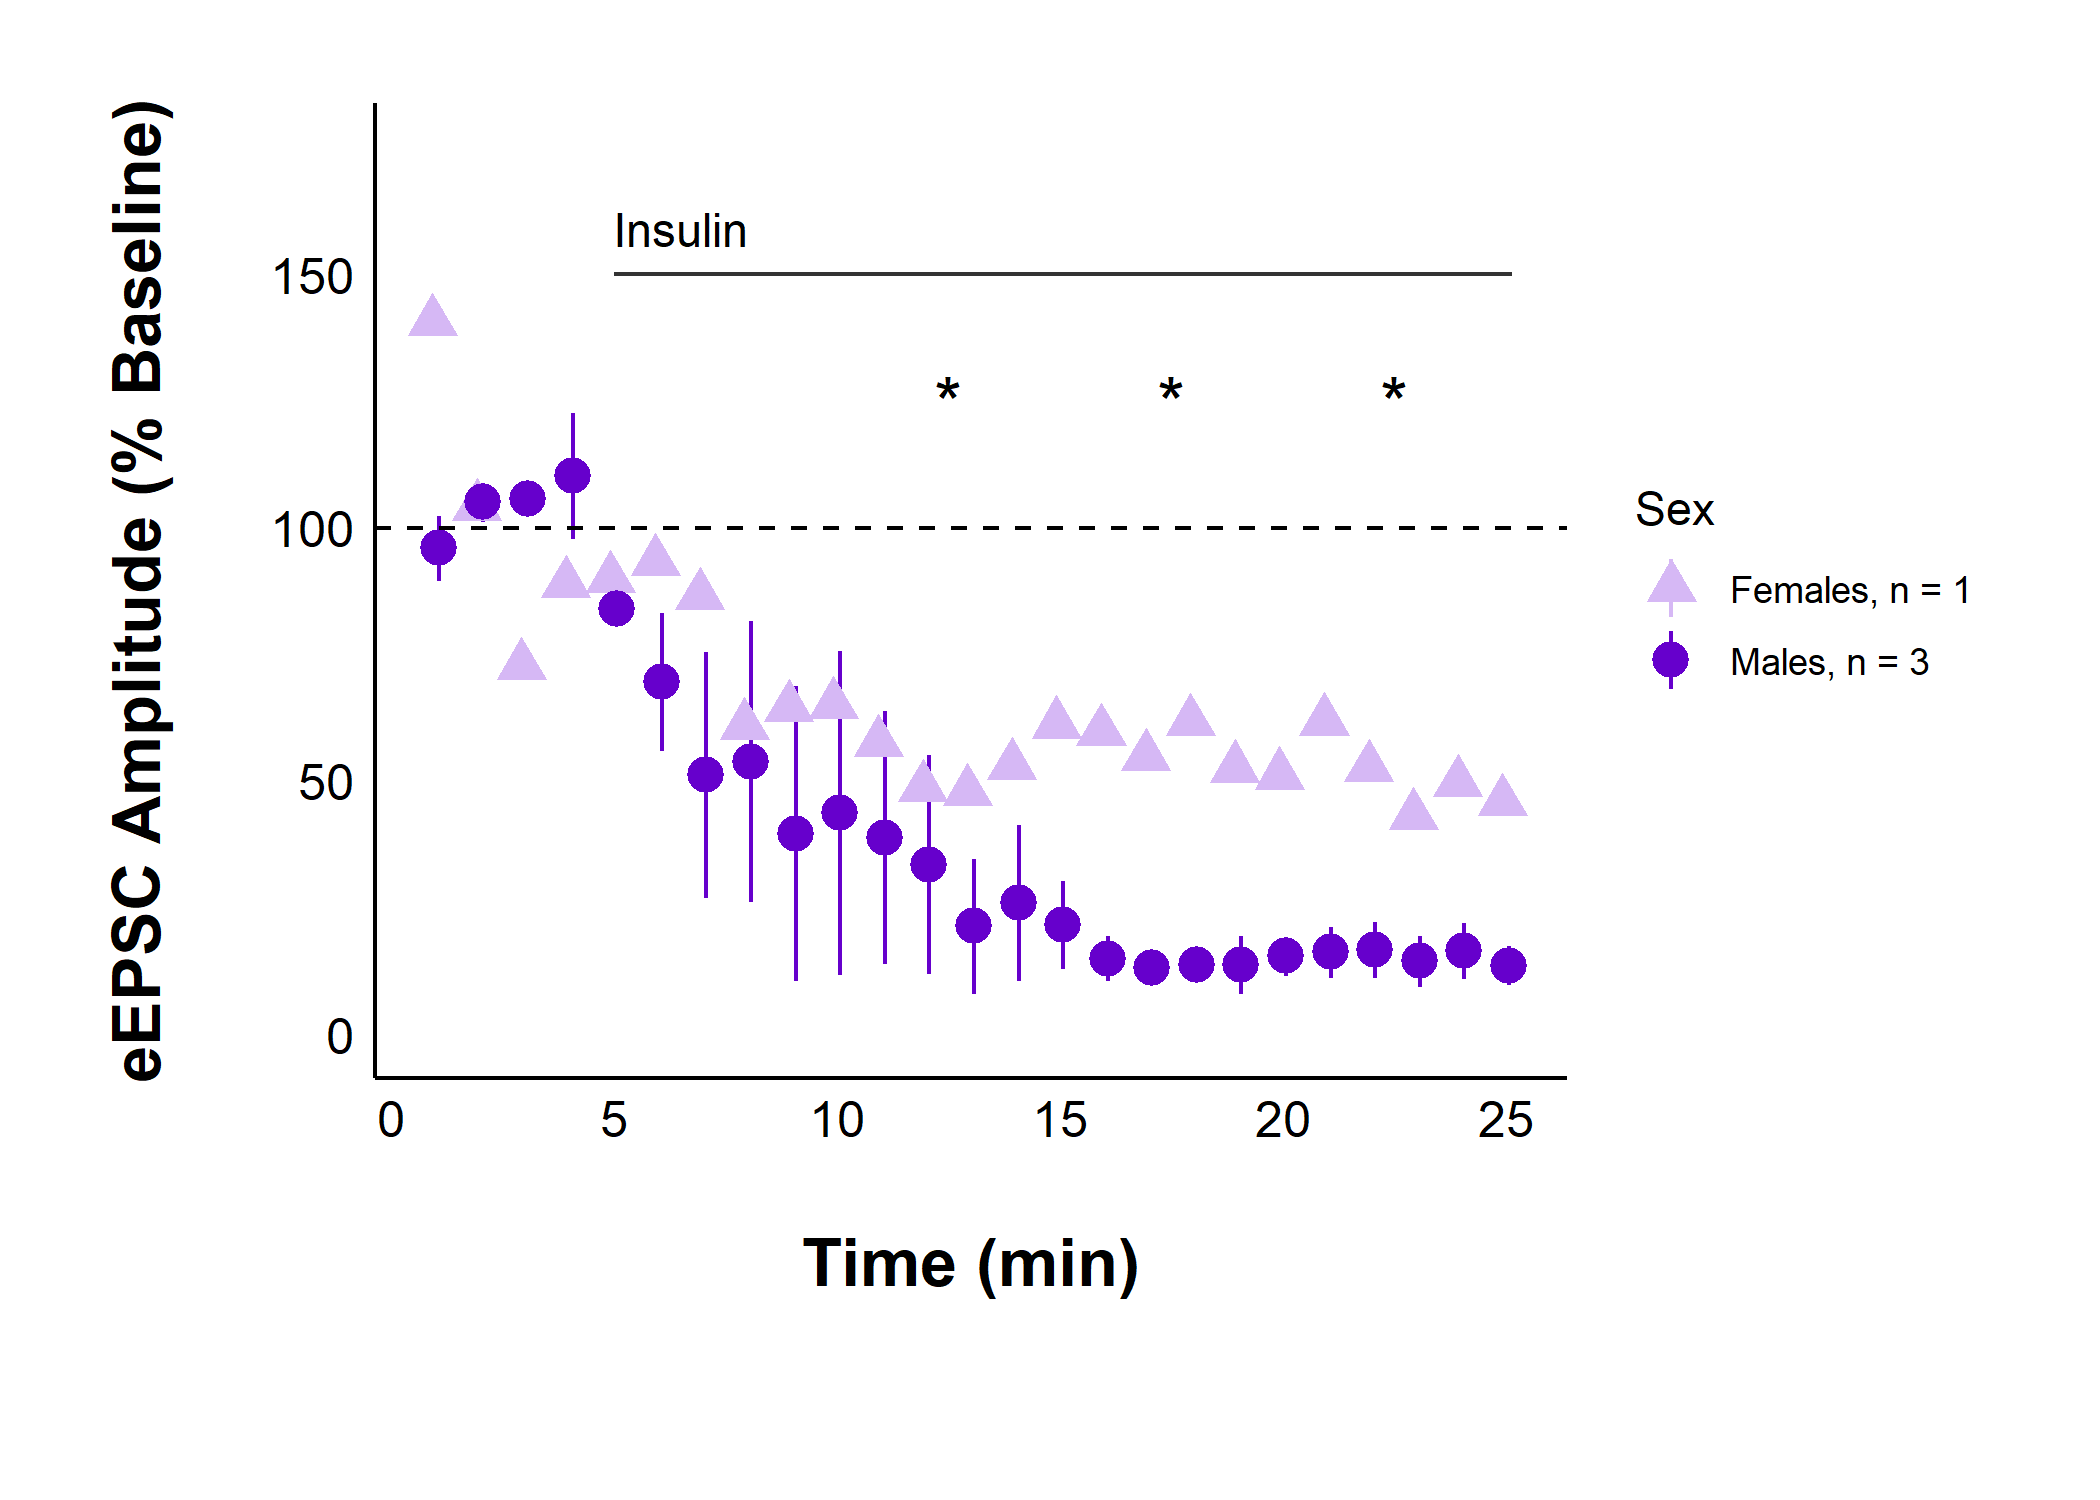 eEPSC Amplitude (% Baseline)
150
100
50
0
Insulin
* * *
0 5 10 15 20 25
Time (min)
Sex
Females, n = 1
Males, n = 3